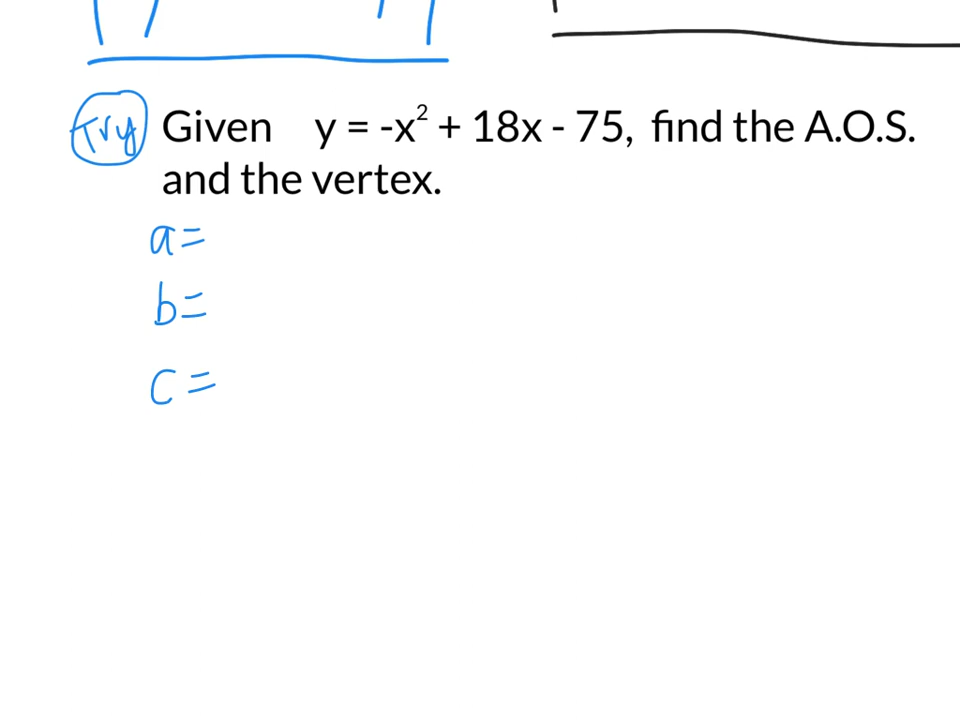 Try Given y = -x² + 18x - 75, find the A.O.S.
and the vertex.
a=
b=
c=